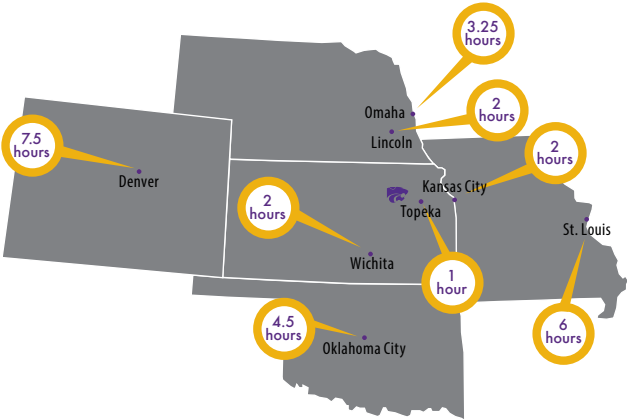 3.25
hours
Omaha
2
hours
Lincoln
7.5
hours
Denver
2
hours
Kansas City
Topeka
2
hours
Wichita
St. Louis
1
hour
4.5
hours
Oklahoma City
6
hours